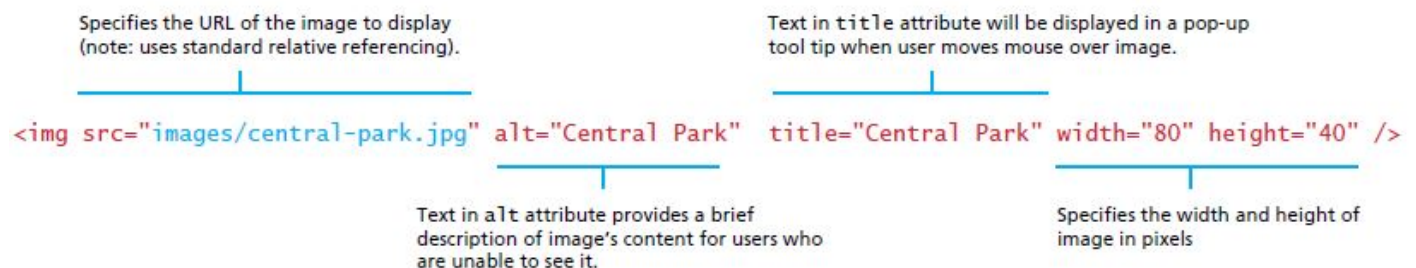 Specifies the URL of the image to display
(note: uses standard relative referencing).
Text in title attribute will be displayed in a pop-up
tool tip when user moves mouse over image.
<img src="images/central-park.jpg" alt="Central Park" title="Central Park" width="80" height="40" />
Text in alt attribute provides a brief
description of image's content for users who
are unable to see it.
Specifies the width and height of
image in pixels